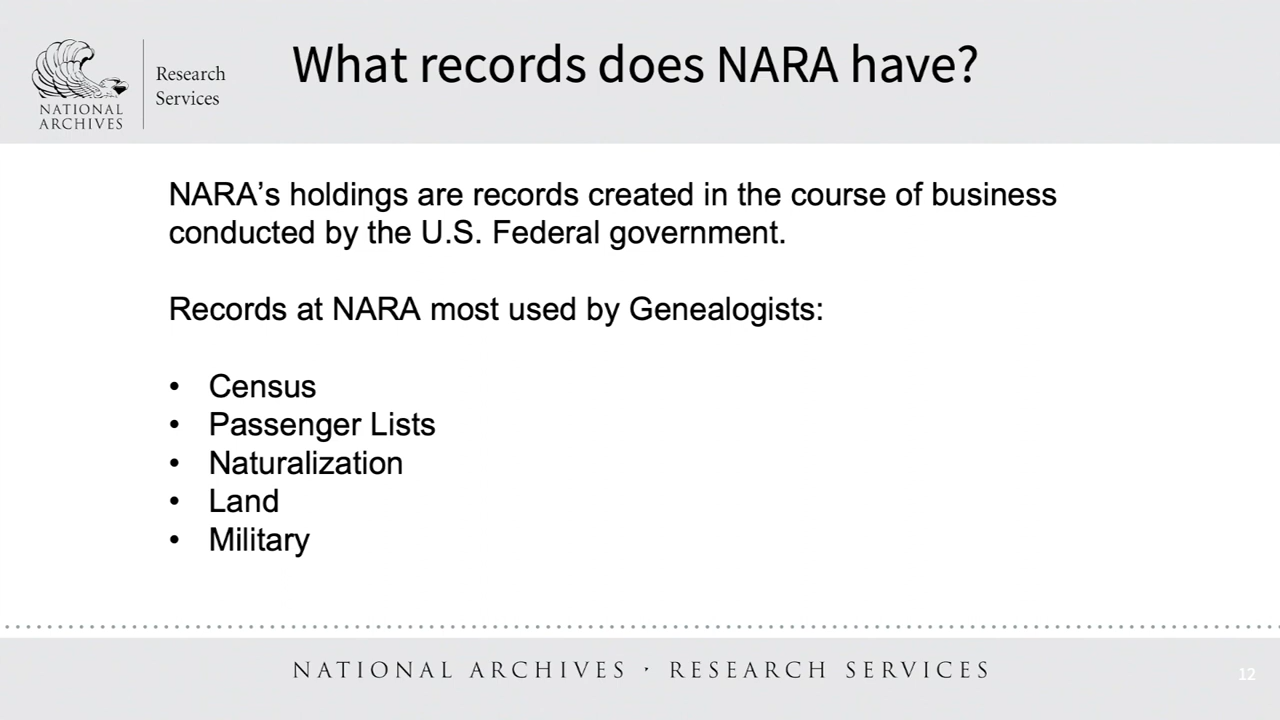 NATIONAL
ARCHIVES
Research
Services
What records does NARA have?
NARA’s holdings are records created in the course of business
conducted by the U.S. Federal government.
Records at NARA most used by Genealogists:
• Census
• Passenger Lists
• Naturalization
• Land
• Military
NATIONAL ARCHIVES · RESEARCH SERVICES
12